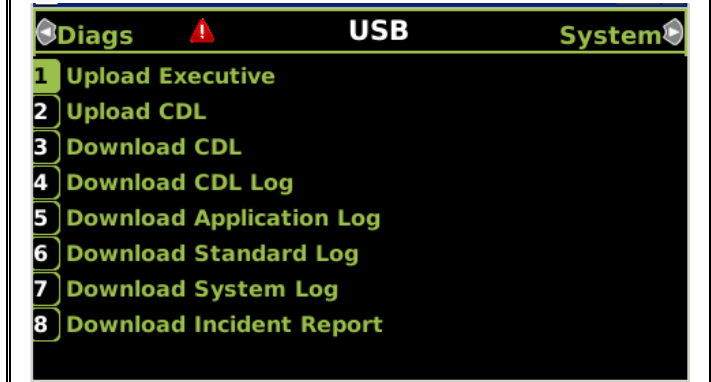 Diags USB System
1 Upload Executive
2 Upload CDL
3 Download CDL
4 Download CDL Log
5 Download Application Log
6 Download Standard Log
7 Download System Log
8 Download Incident Report